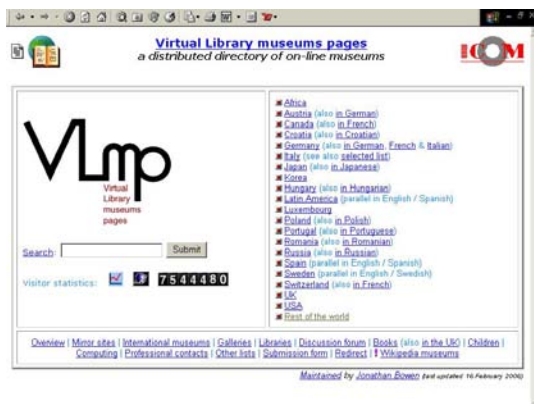 Virtual Library museums pages
a distributed directory of on-line museums
ICOM
VLmp
Virtual
Library
museums
pages
Search:
Submit
Visitor statistics:
7544480
Africa
Austria (also in German)
Canada (also in French)
Croatia (also in Croatian)
Germany (also in German, French & Italian)
Italy (see also selected list)
Japan (also in Japanese)
Korea
Hungary (also in Hungarian)
Latin America (parallel in English / Spanish)
Luxembourg
Poland (also in Polish)
Portugal (also in Portuguese)
Romania (also in Romanian)
Russia (also in Russian)
Spain (parallel in English / Spanish)
Sweden (parallel in English / Swedish)
Switzerland (also in French)
UK
USA
Rest of the world
Overview | Minor sites | International museums | Galleries | Libraries | Discussion forum | Books (also in the UK) | Children |
Computing | Professional contacts | Other lists | Submission form | Redirect | Wikipedia museums
Maintained by Jonathan Bowen (last updated 16 February 2006)